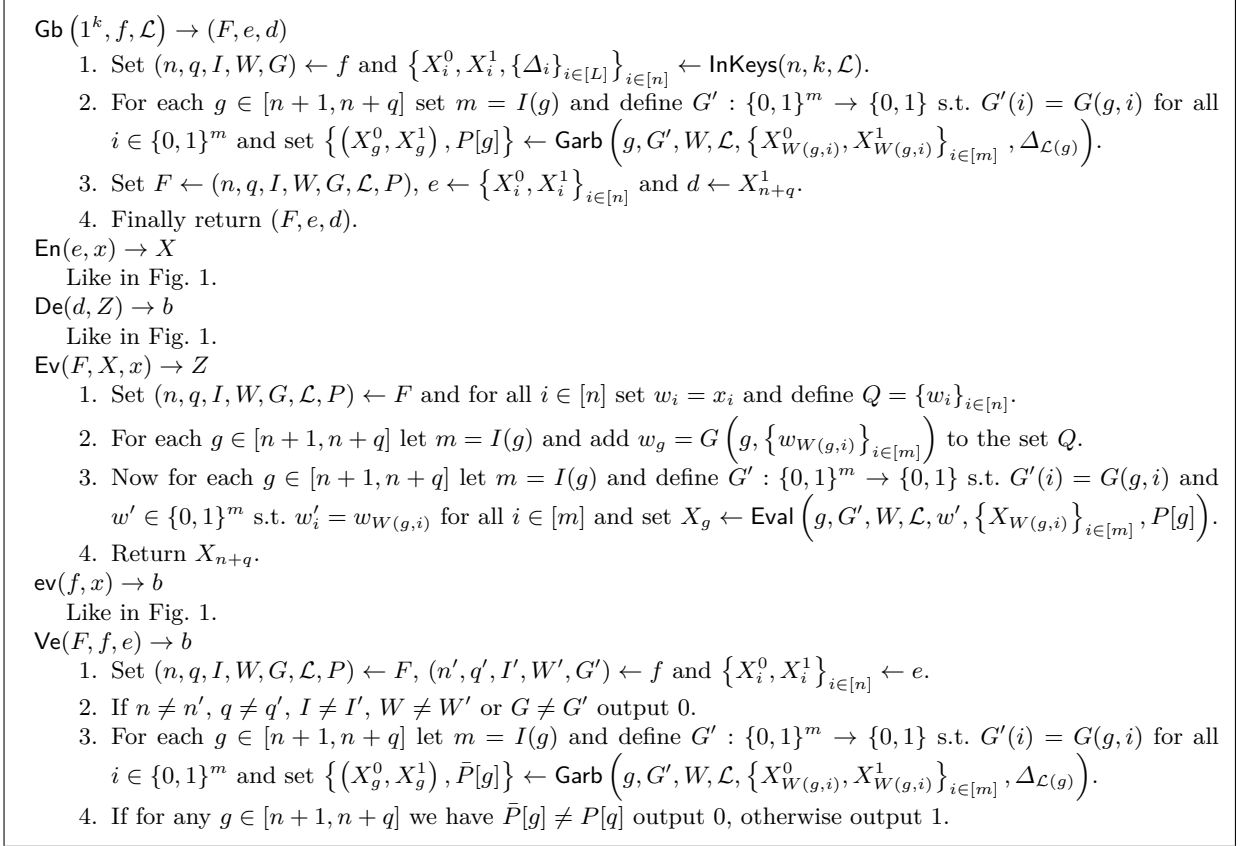 Gb (1^k, f, ℒ) → (F, e, d)
1. Set (n, q, I, W, G) ← f and {X_i^0, X_i^1, {Δ_i}_{i∈[L]}}_{i∈[n]} ← InKeys(n, k, ℒ).
2. For each g ∈ [n + 1, n + q] set m = I(g) and define G′ : {0, 1}^m → {0, 1} s.t. G′(i) = G(g, i) for all
i ∈ {0, 1}^m and set {(X_g^0, X_g^1), P[g]} ← Garb (g, G′, W, ℒ, {X_{W(g,i)}^0, X_{W(g,i)}^1}_{i∈[m]}, Δ_{ℒ(g)}).
3. Set F ← (n, q, I, W, G, ℒ, P), e ← {X_i^0, X_i^1}_{i∈[n]} and d ← X_{n+q}^1.
4. Finally return (F, e, d).
En(e, x) → X
Like in Fig. 1.
De(d, Z) → b
Like in Fig. 1.
Ev(F, X, x) → Z
1. Set (n, q, I, W, G, ℒ, P) ← F and for all i ∈ [n] set w_i = x_i and define Q = {w_i}_{i∈[n]}.
2. For each g ∈ [n + 1, n + q] let m = I(g) and add w_g = G (g, {w_{W(g,i)}}_{i∈[m]}) to the set Q.
3. Now for each g ∈ [n + 1, n + q] let m = I(g) and define G′ : {0, 1}^m → {0, 1} s.t. G′(i) = G(g, i) and
w′ ∈ {0, 1}^m s.t. w′_i = w_{W(g,i)} for all i ∈ [m] and set X_g ← Eval (g, G′, W, ℒ, w′, {X_{W(g,i)}}_{i∈[m]}, P[g]).
4. Return X_{n+q}.
ev(f, x) → b
Like in Fig. 1.
Ve(F, f, e) → b
1. Set (n, q, I, W, G, ℒ, P) ← F, (n′, q′, I′, W′, G′) ← f and {X_i^0, X_i^1}_{i∈[n]} ← e.
2. If n ≠ n′, q ≠ q′, I ≠ I′, W ≠ W′ or G ≠ G′ output 0.
3. For each g ∈ [n + 1, n + q] let m = I(g) and define G′ : {0, 1}^m → {0, 1} s.t. G′(i) = G(g, i) for all
i ∈ {0, 1}^m and set {(X_g^0, X_g^1), P̄[g]} ← Garb (g, G′, W, ℒ, {X_{W(g,i)}^0, X_{W(g,i)}^1}_{i∈[m]}, Δ_{ℒ(g)}).
4. If for any g ∈ [n + 1, n + q] we have P̄[g] ≠ P[q] output 0, otherwise output 1.